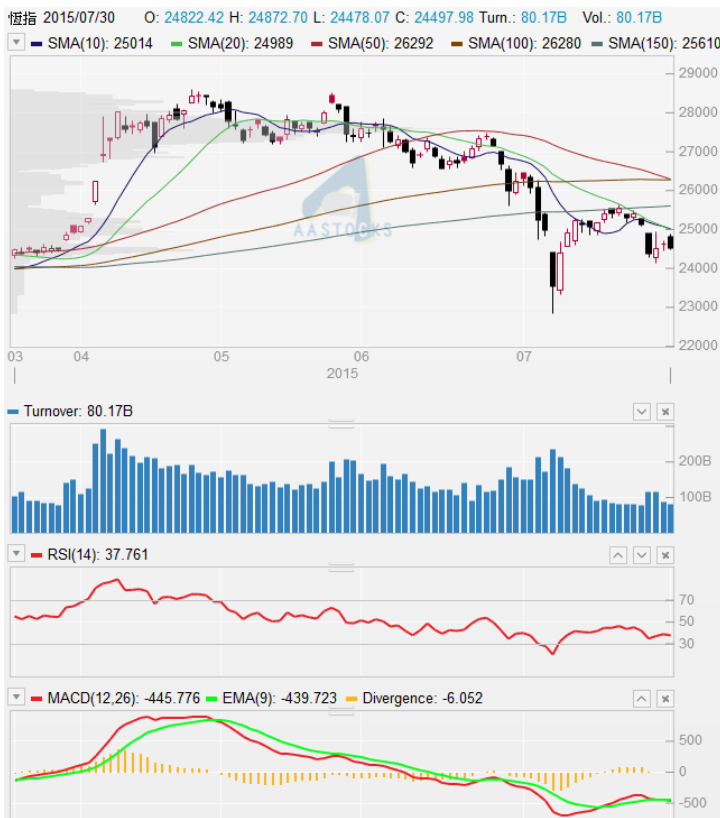 恆指 2015/07/30 O: 24822.42 H: 24872.70 L: 24478.07 C: 24497.98 Turn.: 80.17B Vol.: 80.17B
SMA(10): 25014 SMA(20): 24989 SMA(50): 26292 SMA(100): 26280 SMA(150): 25610
29000
28000
27000
26000
25000
24000
23000
22000
AASTOCKS
03 04 05 06 07
2015
Turnover: 80.17B
200B
100B
RSI(14): 37.761
70
50
30
MACD(12,26): -445.776 EMA(9): -439.723 Divergence: -6.052
500
0
-500